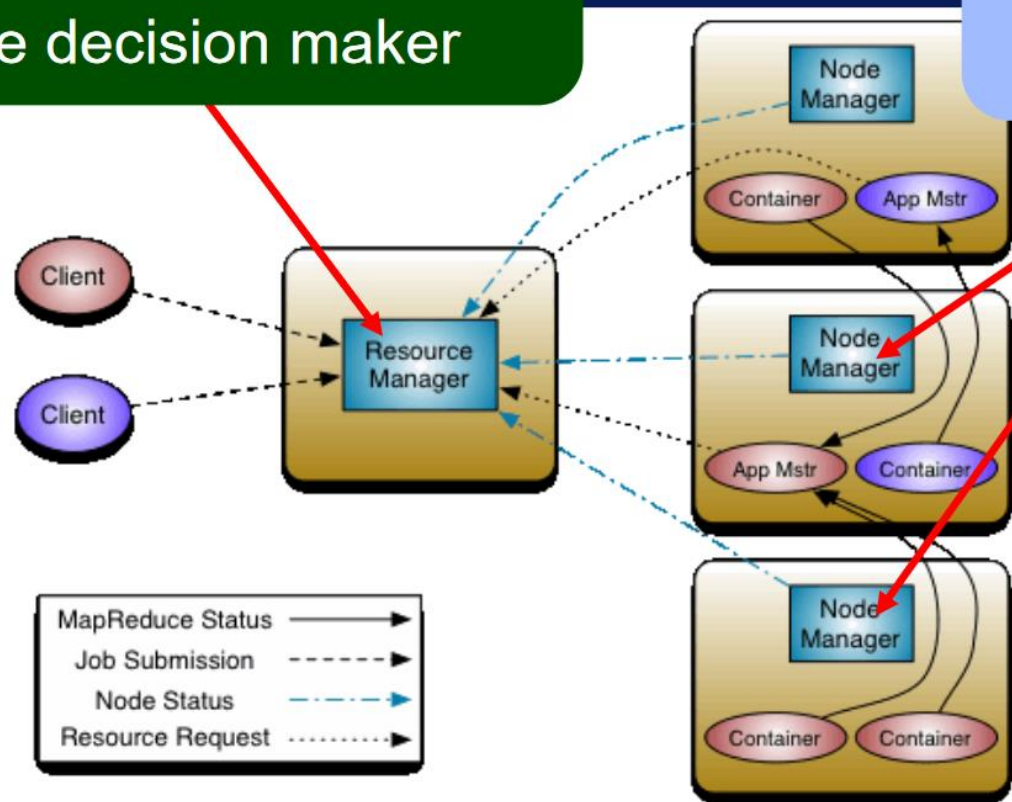 e decision maker
Node
Manager
Container
App Mstr
Client
Resource
Manager
Node
Manager
Client
App Mstr
Container
MapReduce Status
Job Submission
Node Status
Resource Request
Node
Manager
Container
Container